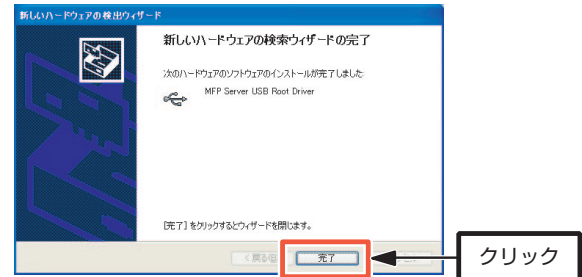 新しいハードウェアの検出ウィザード
新しいハードウェアの検索ウィザードの完了
次のハードウェアのソフトウェアのインストールが完了しました:
MFP Server USB Root Driver
[完了] をクリックするとウィザードを閉じます。
完了
クリック